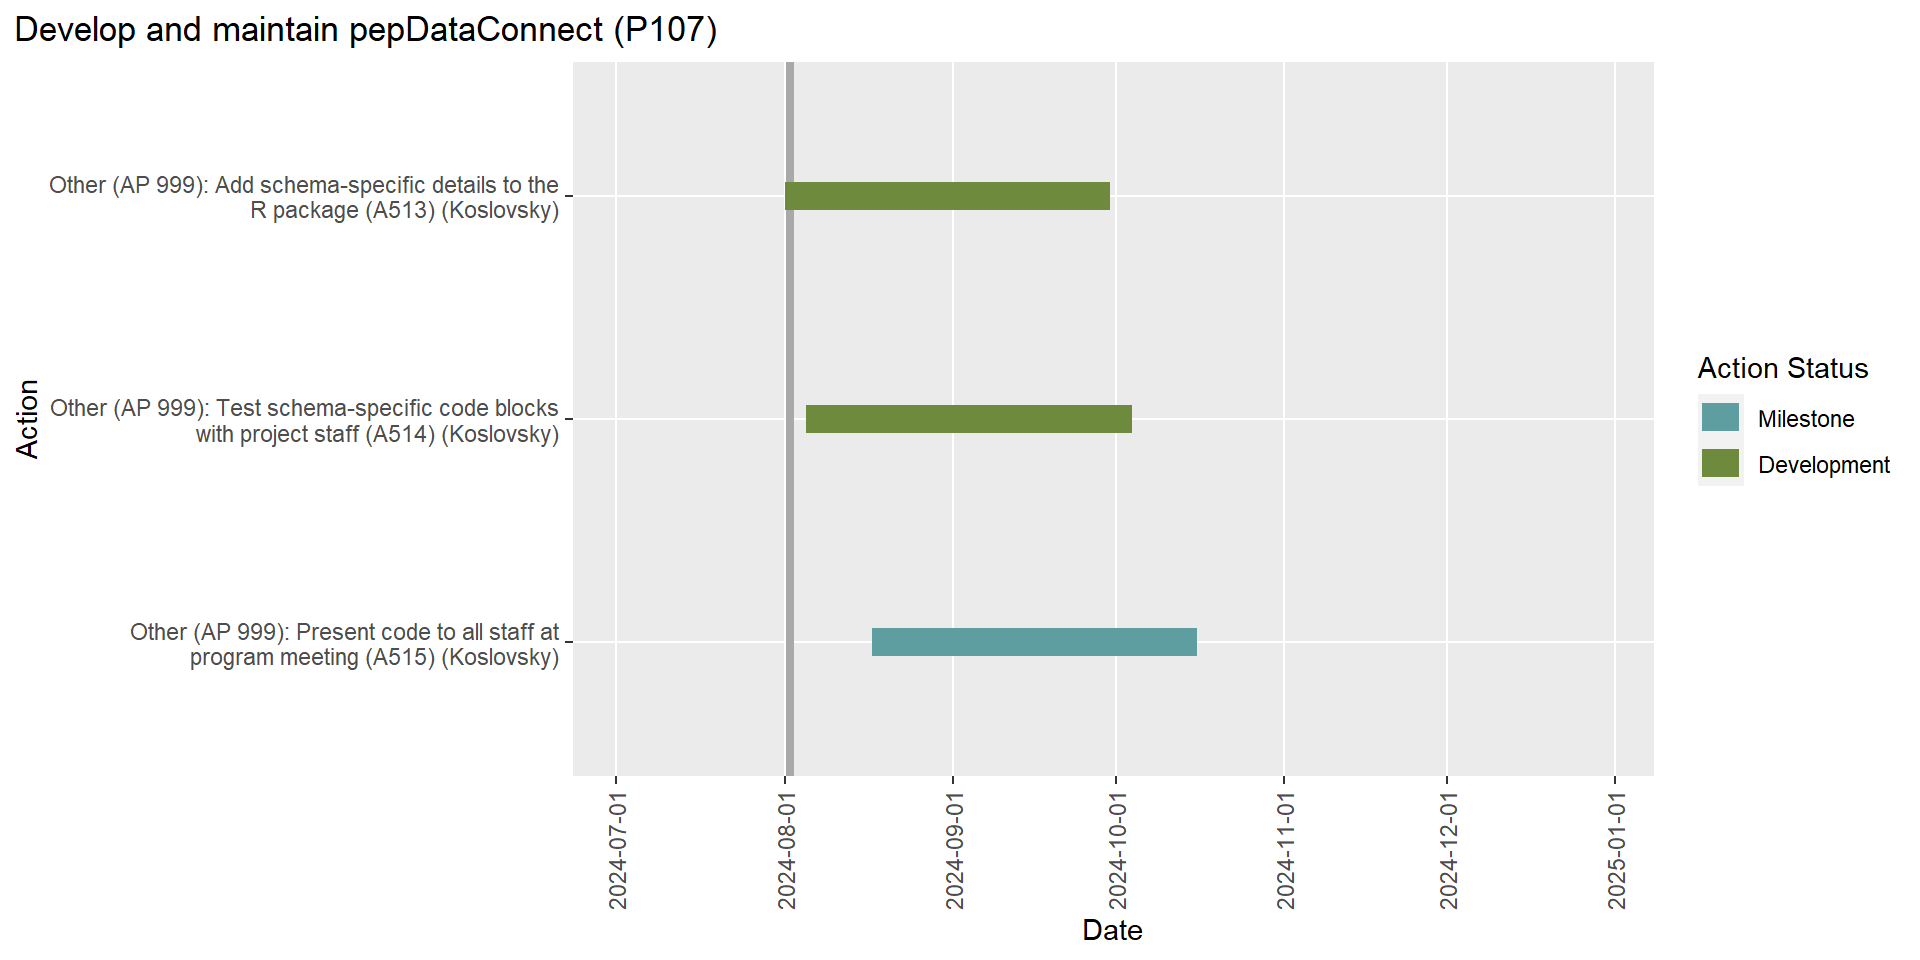 Develop and maintain pepDataConnect (P107)
Other (AP 999): Add schema-specific details to the
R package (A513) (Koslovsky)
Other (AP 999): Test schema-specific code blocks
with project staff (A514) (Koslovsky)
Other (AP 999): Present code to all staff at
program meeting (A515) (Koslovsky)
Action
2024-07-01
2024-08-01
2024-09-01
2024-10-01
2024-11-01
2024-12-01
2025-01-01
Date
Action Status
Milestone
Development